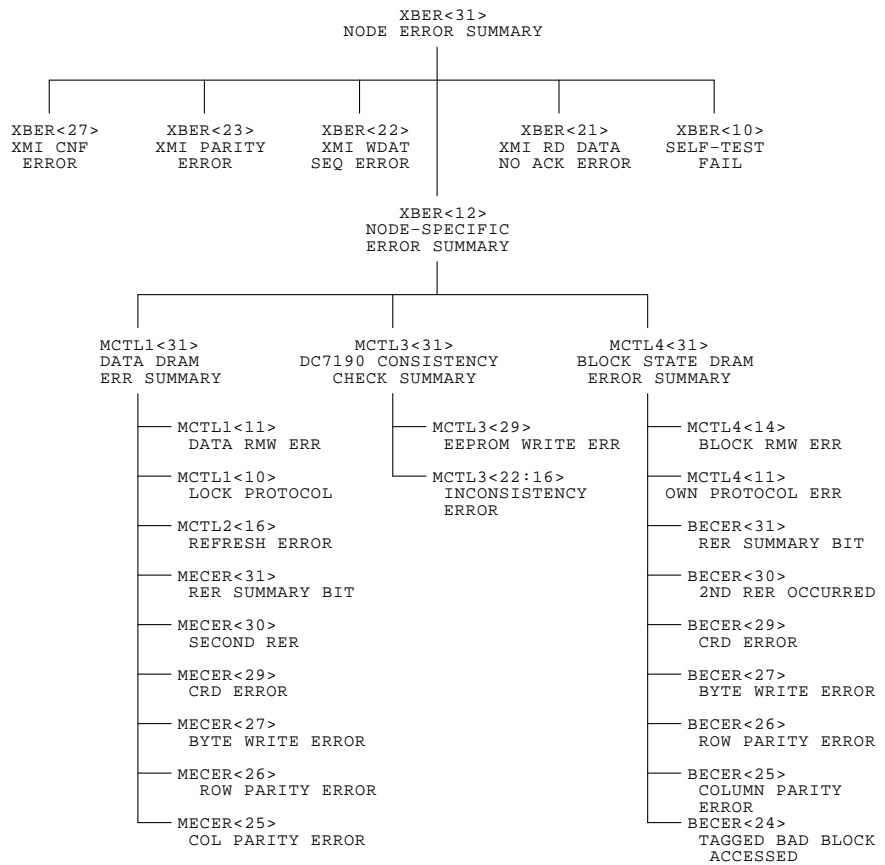 XBER<31>
NODE ERROR SUMMARY
XBER<27>
XMI CNF
ERROR
XBER<23>
XMI PARITY
ERROR
XBER<22>
XMI WDAT
SEQ ERROR
XBER<21>
XMI RD DATA
NO ACK ERROR
XBER<10>
SELF-TEST
FAIL
XBER<12>
NODE-SPECIFIC
ERROR SUMMARY
MCTL1<31>
DATA DRAM
ERR SUMMARY
MCTL1<11>
DATA RMW ERR
MCTL1<10>
LOCK PROTOCOL
MCTL2<16>
REFRESH ERROR
MECER<31>
RER SUMMARY BIT
MECER<30>
SECOND RER
MECER<29>
CRD ERROR
MECER<27>
BYTE WRITE ERROR
MECER<26>
ROW PARITY ERROR
MECER<25>
COL PARITY ERROR
MCTL3<31>
DC7190 CONSISTENCY
CHECK SUMMARY
MCTL3<29>
EEPROM WRITE ERR
MCTL3<22:16>
INCONSISTENCY
ERROR
MCTL4<31>
BLOCK STATE DRAM
ERROR SUMMARY
MCTL4<14>
BLOCK RMW ERR
MCTL4<11>
OWN PROTOCOL ERR
BECER<31>
RER SUMMARY BIT
BECER<30>
2ND RER OCCURRED
BECER<29>
CRD ERROR
BECER<27>
BYTE WRITE ERROR
BECER<26>
ROW PARITY ERROR
BECER<25>
COLUMN PARITY
ERROR
BECER<24>
TAGGED BAD BLOCK
ACCESSED